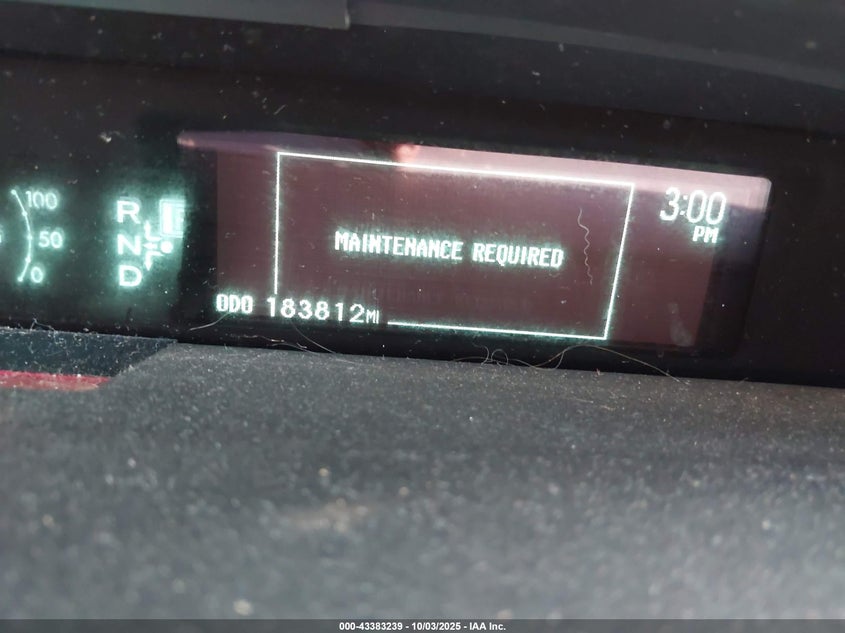 100
50
0
R
N
D
MAINTENANCE REQUIRED
3:00
PM
ODO 183812MI
000-43383239 - 10/03/2025 - IAA Inc.